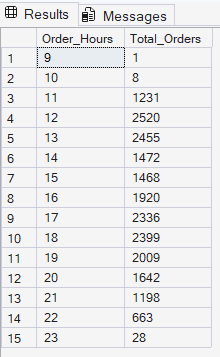 Results Messages
Order_Hours Total_Orders
1 9 1
2 10 8
3 11 1231
4 12 2520
5 13 2455
6 14 1472
7 15 1468
8 16 1920
9 17 2336
10 18 2399
11 19 2009
12 20 1642
13 21 1198
14 22 663
15 23 28